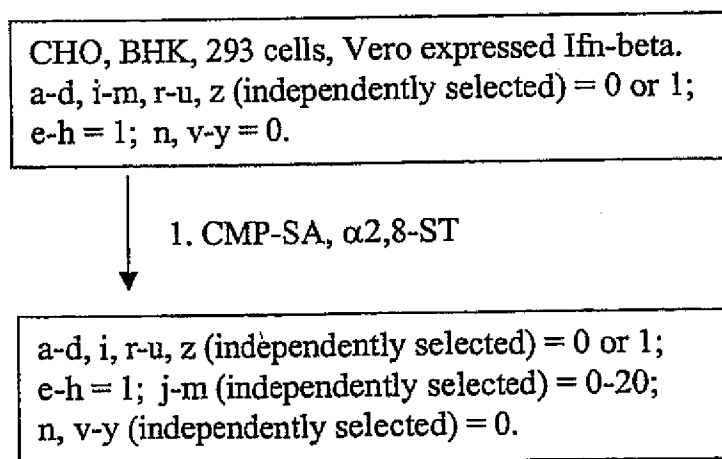 CHO, BHK, 293 cells, Vero expressed Ifn-beta.
a-d, i-m, r-u, z (independently selected) = 0 or 1;
e-h = 1; n, v-y = 0.
1. CMP-SA, α2,8-ST
a-d, i, r-u, z (independently selected) = 0 or 1;
e-h = 1; j-m (independently selected) = 0-20;
n, v-y (independently selected) = 0.